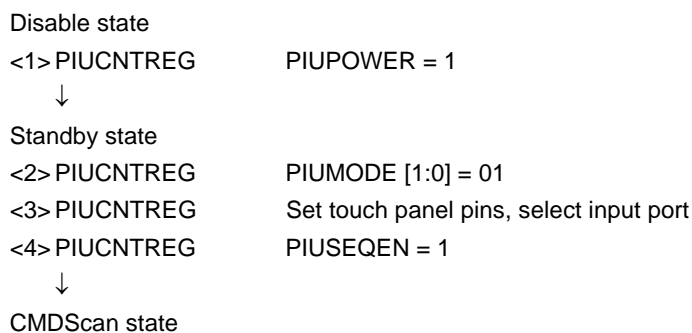 Disable state
<1> PIUCNTREG PIUPOWER = 1
↓
Standby state
<2> PIUCNTREG PIUMODE [1:0] = 01
<3> PIUCNTREG Set touch panel pins, select input port
<4> PIUCNTREG PIUSEQEN = 1
↓
CMDScan state